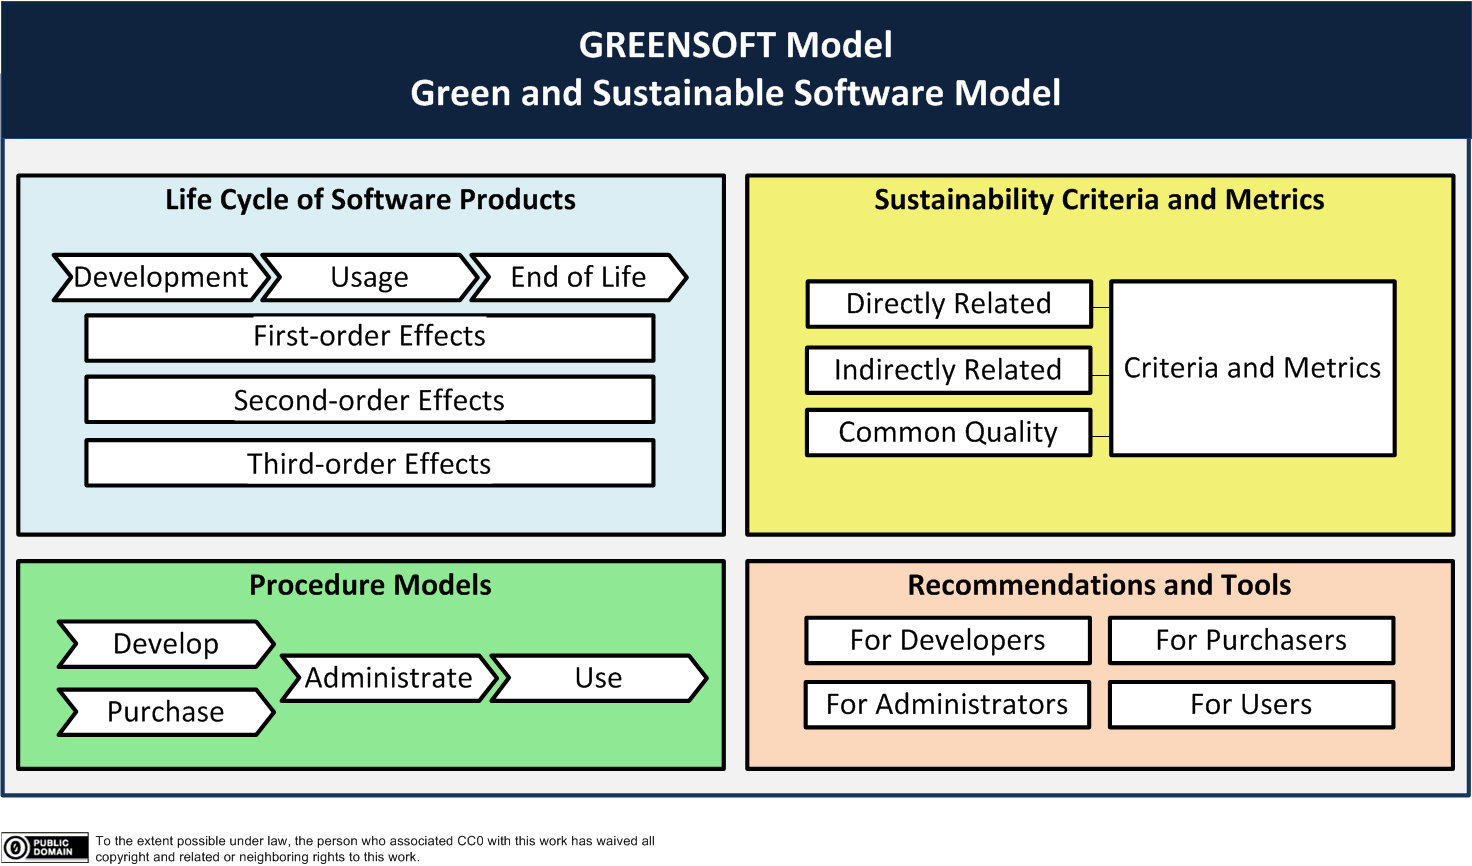 GREENSOFT Model
Green and Sustainable Software Model
Life Cycle of Software Products
Development
Usage
End of Life
First-order Effects
Second-order Effects
Third-order Effects
Sustainability Criteria and Metrics
Directly Related
Indirectly Related
Common Quality
Criteria and Metrics
Procedure Models
Develop
Purchase
Administrate
Use
Recommendations and Tools
For Developers
For Purchasers
For Administrators
For Users
0
PUBLIC
DOMAIN
To the extent possible under law, the person who associated CC0 with this work has waived all
copyright and related or neighboring rights to this work.